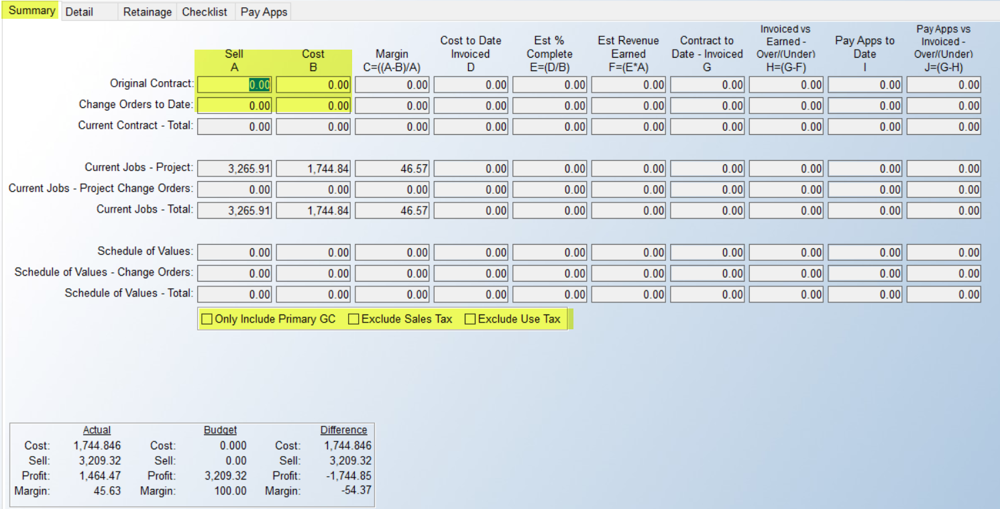 Summary Detail Retainage Checklist Pay Apps
Sell A
Cost B
Margin C=((A-B)/A)
Cost to Date Invoiced D
Est % Complete E=(D/B)
Est Revenue Earned F=(E*A)
Contract to Date - Invoiced G
Invoiced vs Earned - Over/(Under) H=(G-F)
Pay Apps to Date I
Pay Apps vs Invoiced - Over/(Under) J=(G-H)
Original Contract: 0.00 0.00 0.00 0.00 0.00 0.00 0.00 0.00 0.00 0.00
Change Orders to Date: 0.00 0.00 0.00 0.00 0.00 0.00 0.00 0.00 0.00 0.00
Current Contract - Total: 0.00 0.00 0.00 0.00 0.00 0.00 0.00 0.00 0.00 0.00
Current Jobs - Project: 3,265.91 1,744.84 46.57 0.00 0.00 0.00 0.00 0.00 0.00 0.00
Current Jobs - Project Change Orders: 0.00 0.00 0.00 0.00 0.00 0.00 0.00 0.00 0.00 0.00
Current Jobs - Total: 3,265.91 1,744.84 46.57 0.00 0.00 0.00 0.00 0.00 0.00 0.00
Schedule of Values: 0.00 0.00 0.00 0.00 0.00 0.00 0.00 0.00 0.00 0.00
Schedule of Values - Change Orders: 0.00 0.00 0.00 0.00 0.00 0.00 0.00 0.00 0.00 0.00
Schedule of Values - Total: 0.00 0.00 0.00 0.00 0.00 0.00 0.00 0.00 0.00 0.00
Only Include Primary GC Exclude Sales Tax Exclude Use Tax
Actual Budget Difference
Cost: 1,744.846 Cost: 0.000 Cost: 1,744.846
Sell: 3,209.32 Sell: 0.00 Sell: 3,209.32
Profit: 1,464.47 Profit: 3,209.32 Profit: -1,744.85
Margin: 45.63 Margin: 100.00 Margin: -54.37